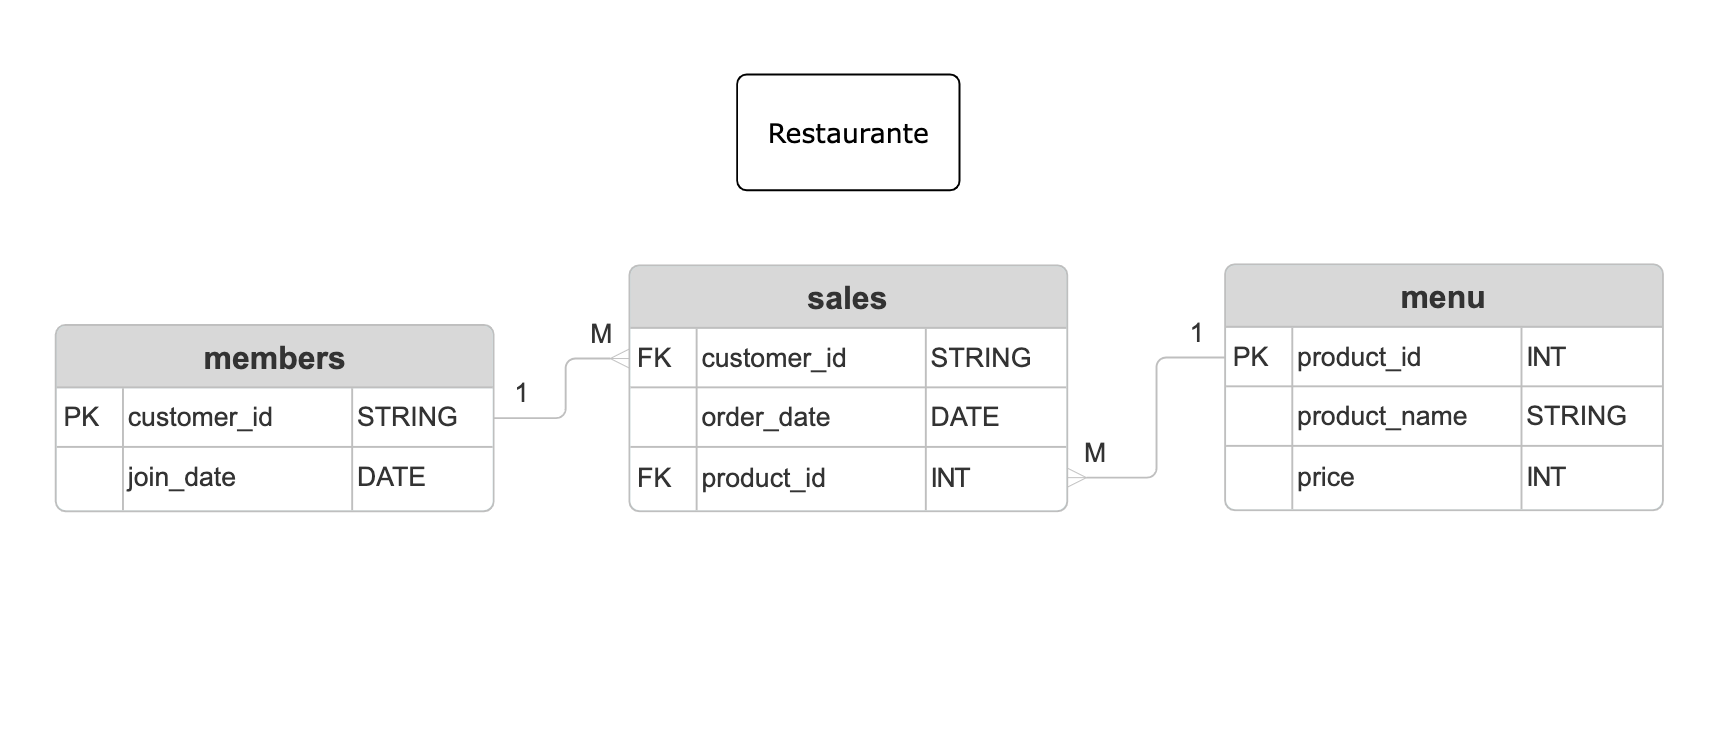 Restaurante
members
PK customer_id STRING
join_date DATE
1
M
sales
FK customer_id STRING
order_date DATE
FK product_id INT
M
1
menu
PK product_id INT
product_name STRING
price INT